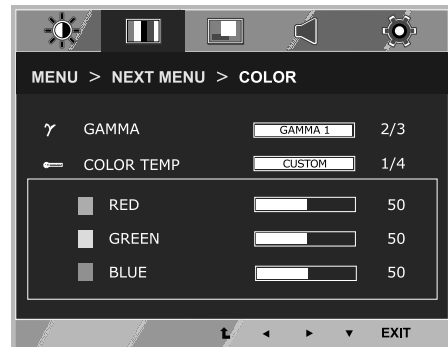 MENU > NEXT MENU > COLOR
γ GAMMA GAMMA 1 2/3
COLOR TEMP CUSTOM 1/4
RED 50
GREEN 50
BLUE 50
EXIT